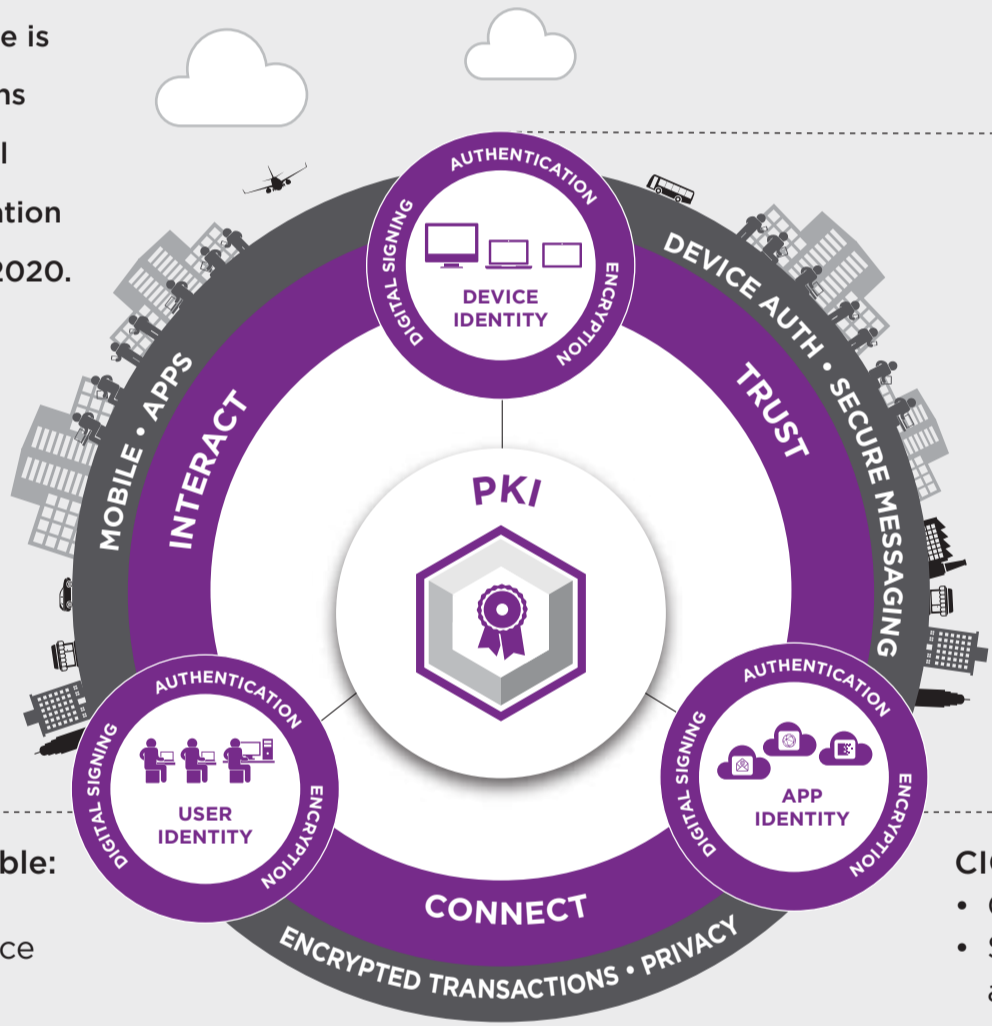 e is
ns
l
ation
2020.
AUTHENTICATION
DIGITAL SIGNING
ENCRYPTION
DEVICE
IDENTITY
MOBILE • APPS
INTERACT
DEVICE AUTH • SECURE MESSAGING
TRUST
PKI
AUTHENTICATION
DIGITAL SIGNING
ENCRYPTION
USER
IDENTITY
AUTHENTICATION
DIGITAL SIGNING
ENCRYPTION
APP
IDENTITY
CONNECT
ENCRYPTED TRANSACTIONS • PRIVACY
ble:
ce